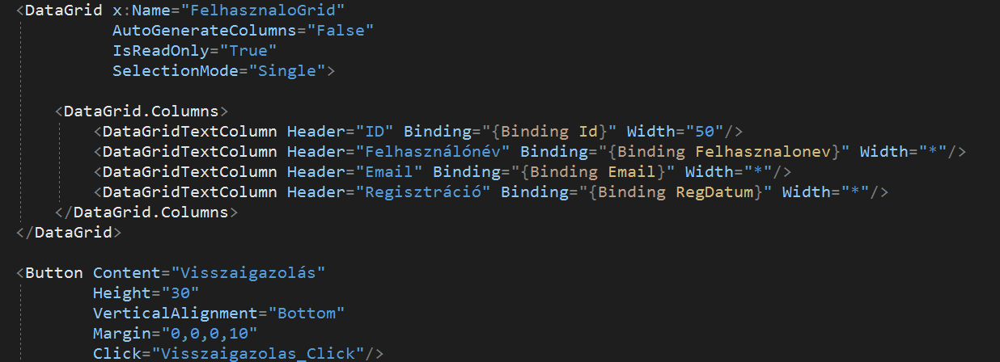 <DataGrid x:Name="FelhasznaloGrid"
AutoGenerateColumns="False"
IsReadOnly="True"
SelectionMode="Single">
<DataGrid.Columns>
<DataGridTextColumn Header="ID" Binding="{Binding Id}" Width="50"/>
<DataGridTextColumn Header="Felhasználónév" Binding="{Binding Felhasznalonev}" Width="*"/>
<DataGridTextColumn Header="Email" Binding="{Binding Email}" Width="*"/>
<DataGridTextColumn Header="Regisztráció" Binding="{Binding RegDatum}" Width="*"/>
</DataGrid.Columns>
</DataGrid>
<Button Content="Visszaigazolás"
Height="30"
VerticalAlignment="Bottom"
Margin="0,0,0,10"
Click="Visszaigazolas_Click"/>